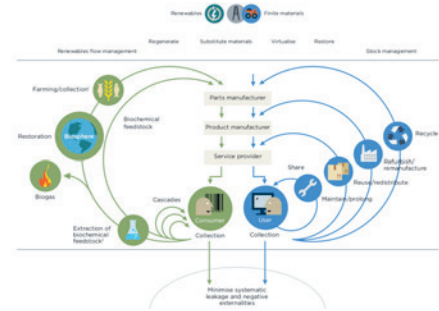 Renewables
Finite materials
Regenerate
Substitute materials
Virtualise
Restore
Renewables flow management
Stock management
Farming/collection¹
Parts manufacturer
Biochemical
feedstock
Restoration
Biosphere
Product manufacturer
Recycle
Service provider
Share
Refurbish/
remanufacture
Reuse/redistribute
Biogas
Cascades
Maintain/prolong
Consumer
User
Extraction of
biochemical
feedstock²
Collection
Collection
Minimise systematic
leakage and negative
externalities